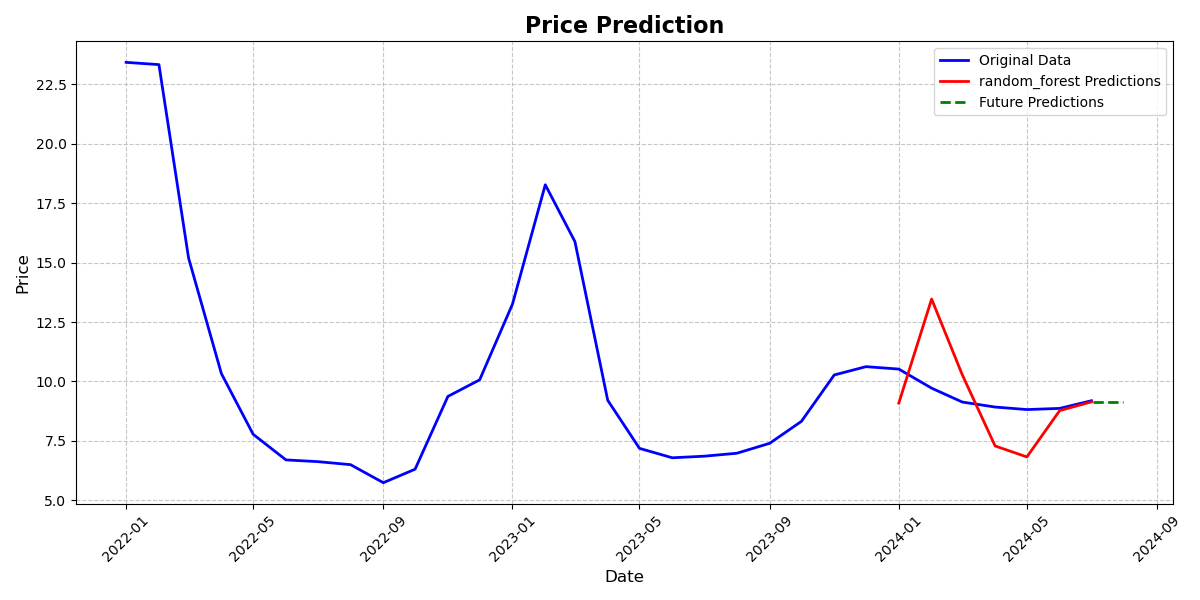 Price Prediction
Original Data
random_forest Predictions
Future Predictions
Price
22.5
20.0
17.5
15.0
12.5
10.0
7.5
5.0
2022-01
2022-05
2022-09
2023-01
2023-05
2023-09
2024-01
2024-05
2024-09
Date